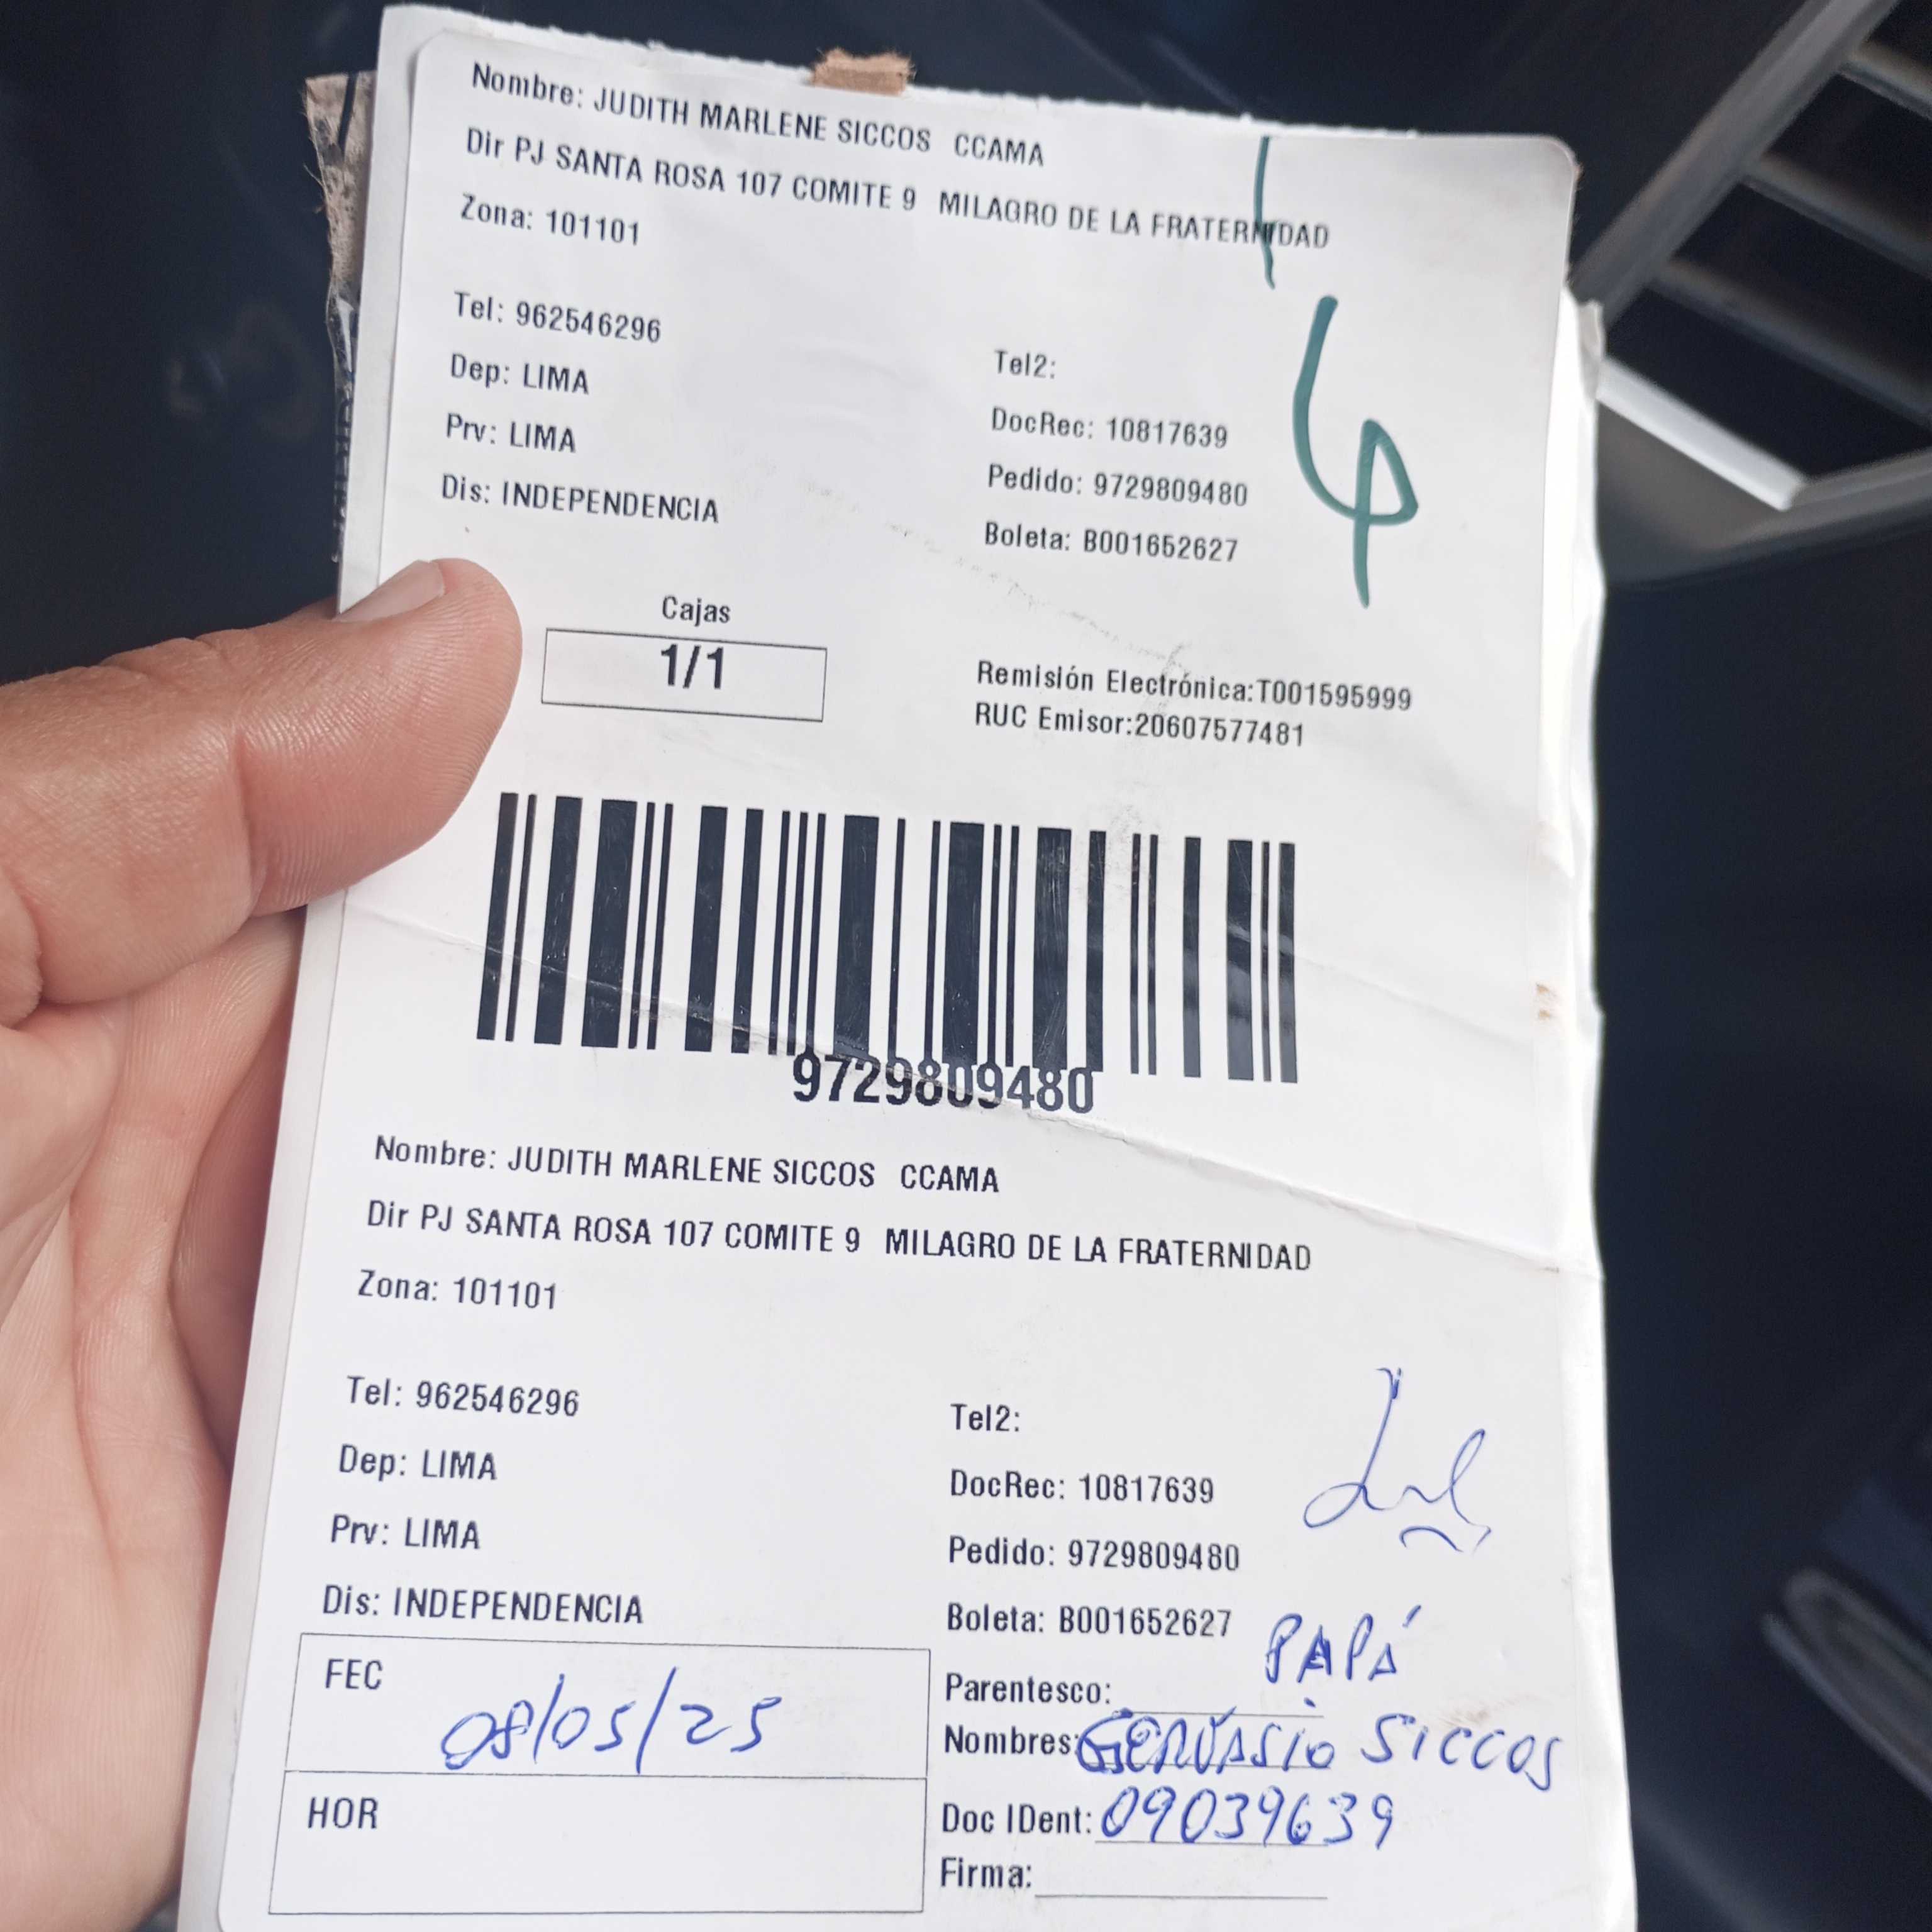 Nombre: JUDITH MARLENE SICCOS CCAMA
Dir PJ SANTA ROSA 107 COMITE 9 MILAGRO DE LA FRATERNIDAD
Zona: 101101
Tel: 962546296
Tel2:
Dep: LIMA
DocRec: 10817639
Prv: LIMA
Pedido: 9729809480
Dis: INDEPENDENCIA
Boleta: B001652627
4
Cajas
1/1
Remisión Electrónica:T001595999
RUC Emisor:20607577481
9729809480
Nombre: JUDITH MARLENE SICCOS CCAMA
Dir PJ SANTA ROSA 107 COMITE 9 MILAGRO DE LA FRATERNIDAD
Zona: 101101
Tel: 962546296
Tel2:
Dep: LIMA
DocRec: 10817639
Prv: LIMA
Pedido: 9729809480
Dis: INDEPENDENCIA
Boleta: B001652627
FEC 08/05/25
Parentesco: PAPÁ
Nombres: GERVASIO SICCOS
HOR
Doc IDent: 09039639
Firma: